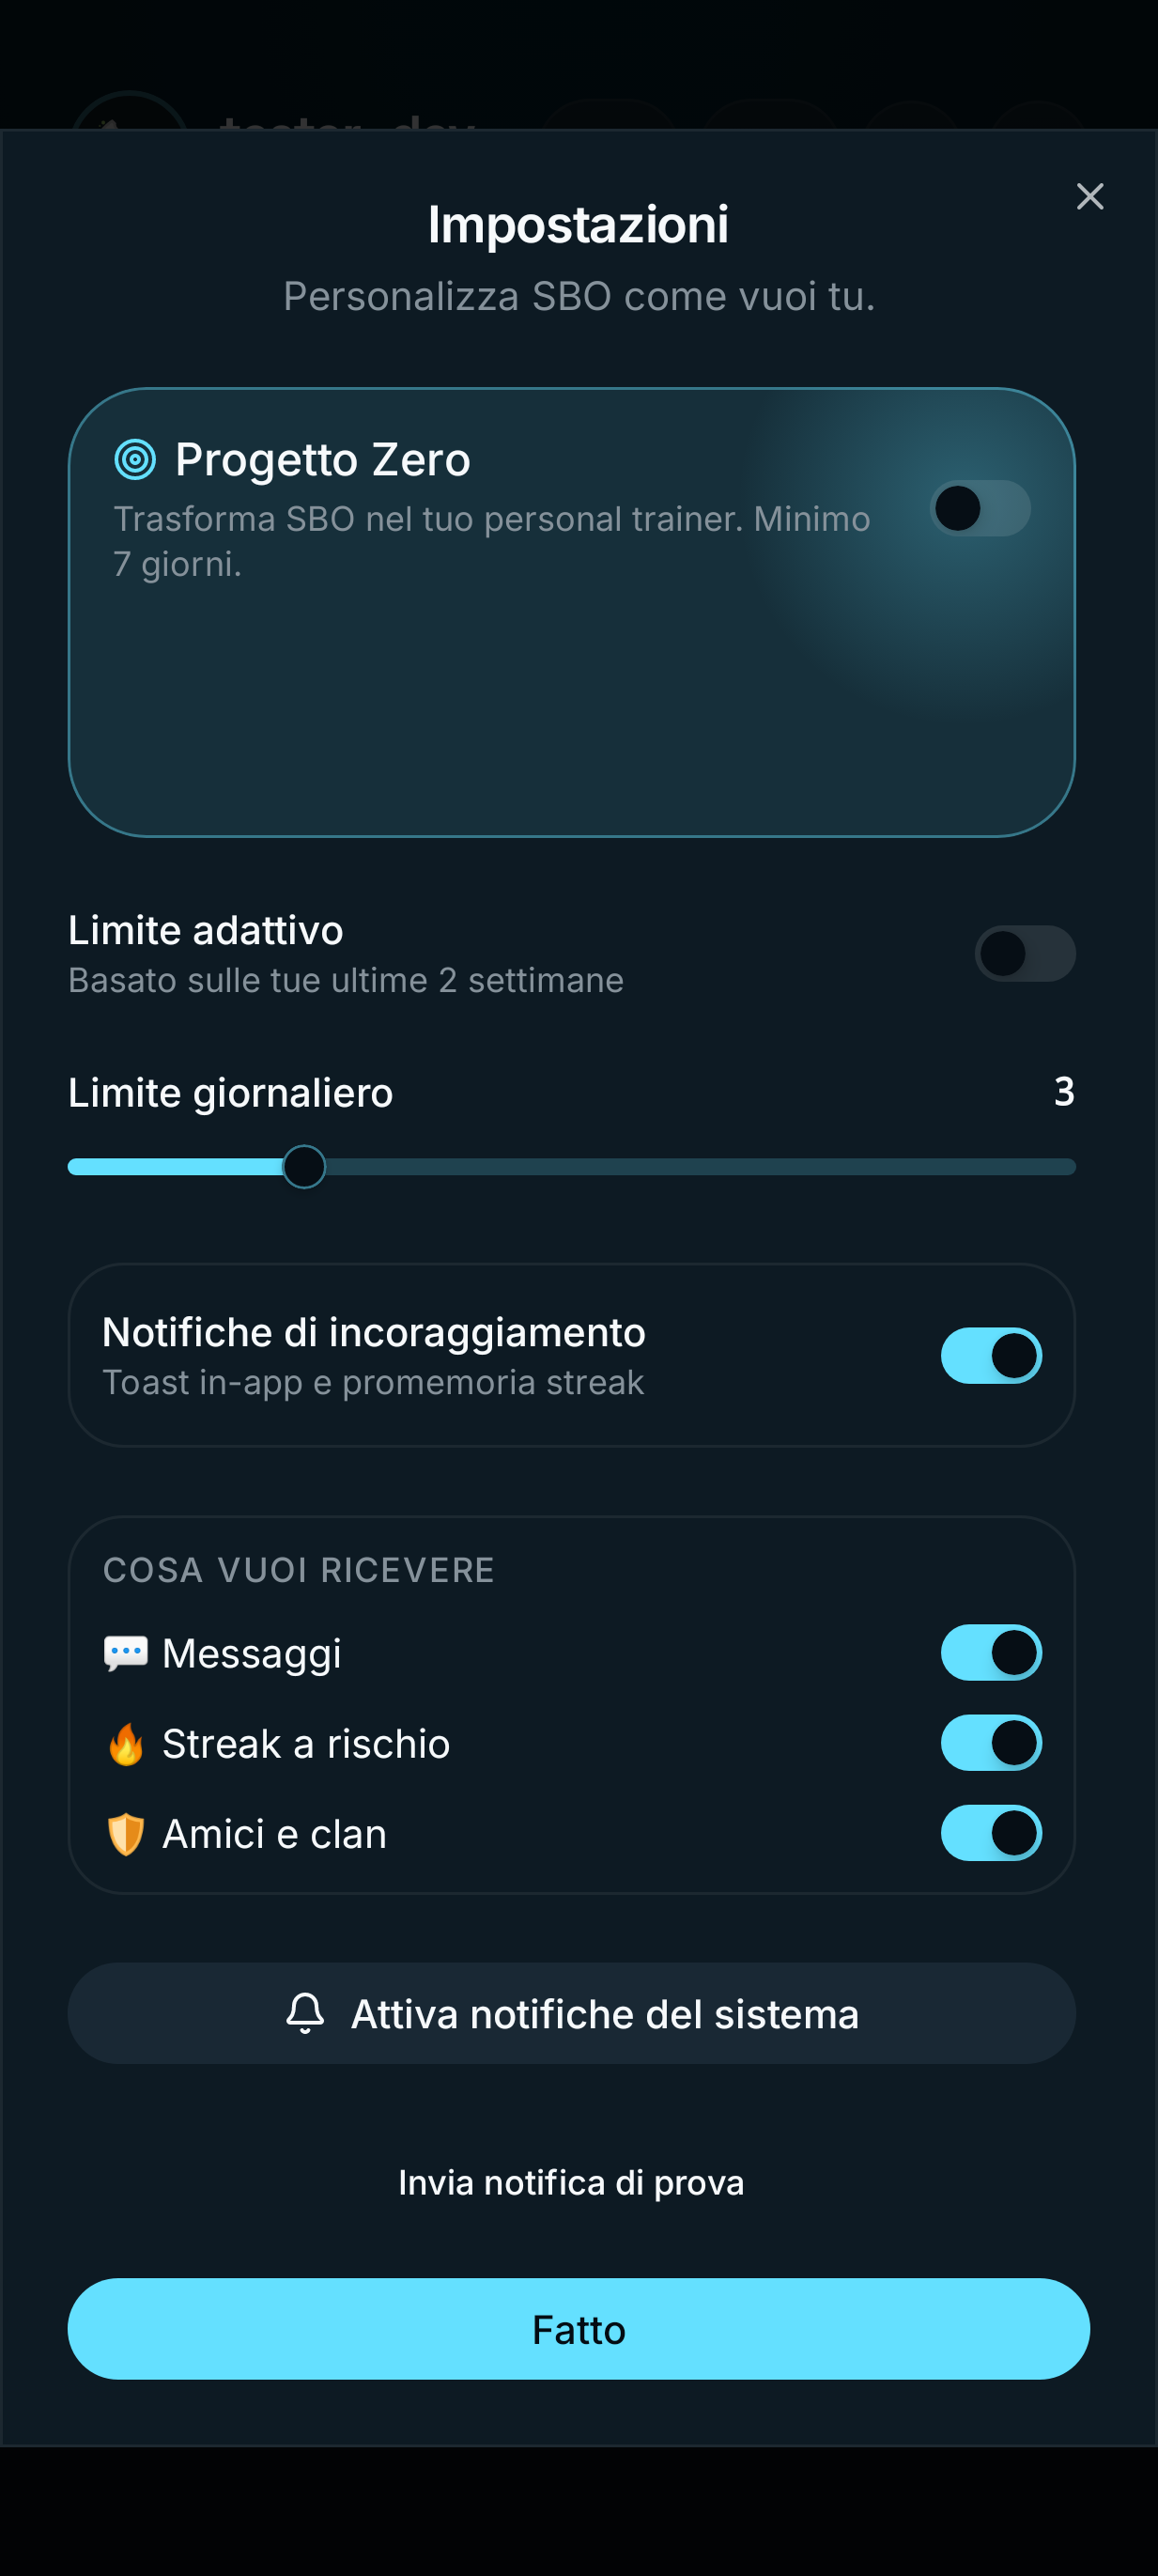 Impostazioni
Personalizza SBO come vuoi tu.
Progetto Zero
Trasforma SBO nel tuo personal trainer. Minimo
7 giorni.
Limite adattivo
Basato sulle tue ultime 2 settimane
Limite giornaliero 3
Notifiche di incoraggiamento
Toast in-app e promemoria streak
COSA VUOI RICEVERE
💬 Messaggi
🔥 Streak a rischio
🛡️ Amici e clan
Attiva notifiche del sistema
Invia notifica di prova
Fatto